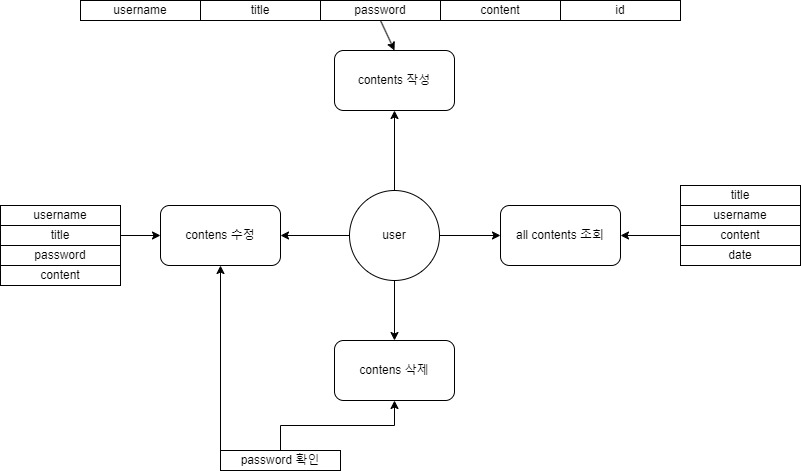 username title password content id
contents 작성
username
title
password
content
contens 수정
user
all contents 조회
title
username
content
date
contens 삭제
password 확인